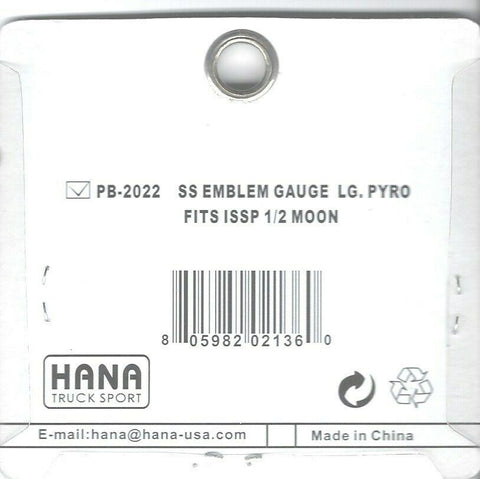 PB-2022 SS EMBLEM GAUGE LG. PYRO
FITS ISSP 1/2 MOON
8 05982 02136 0
HANA
TRUCK SPORT
E-mail:hana@hana-usa.com
Made in China